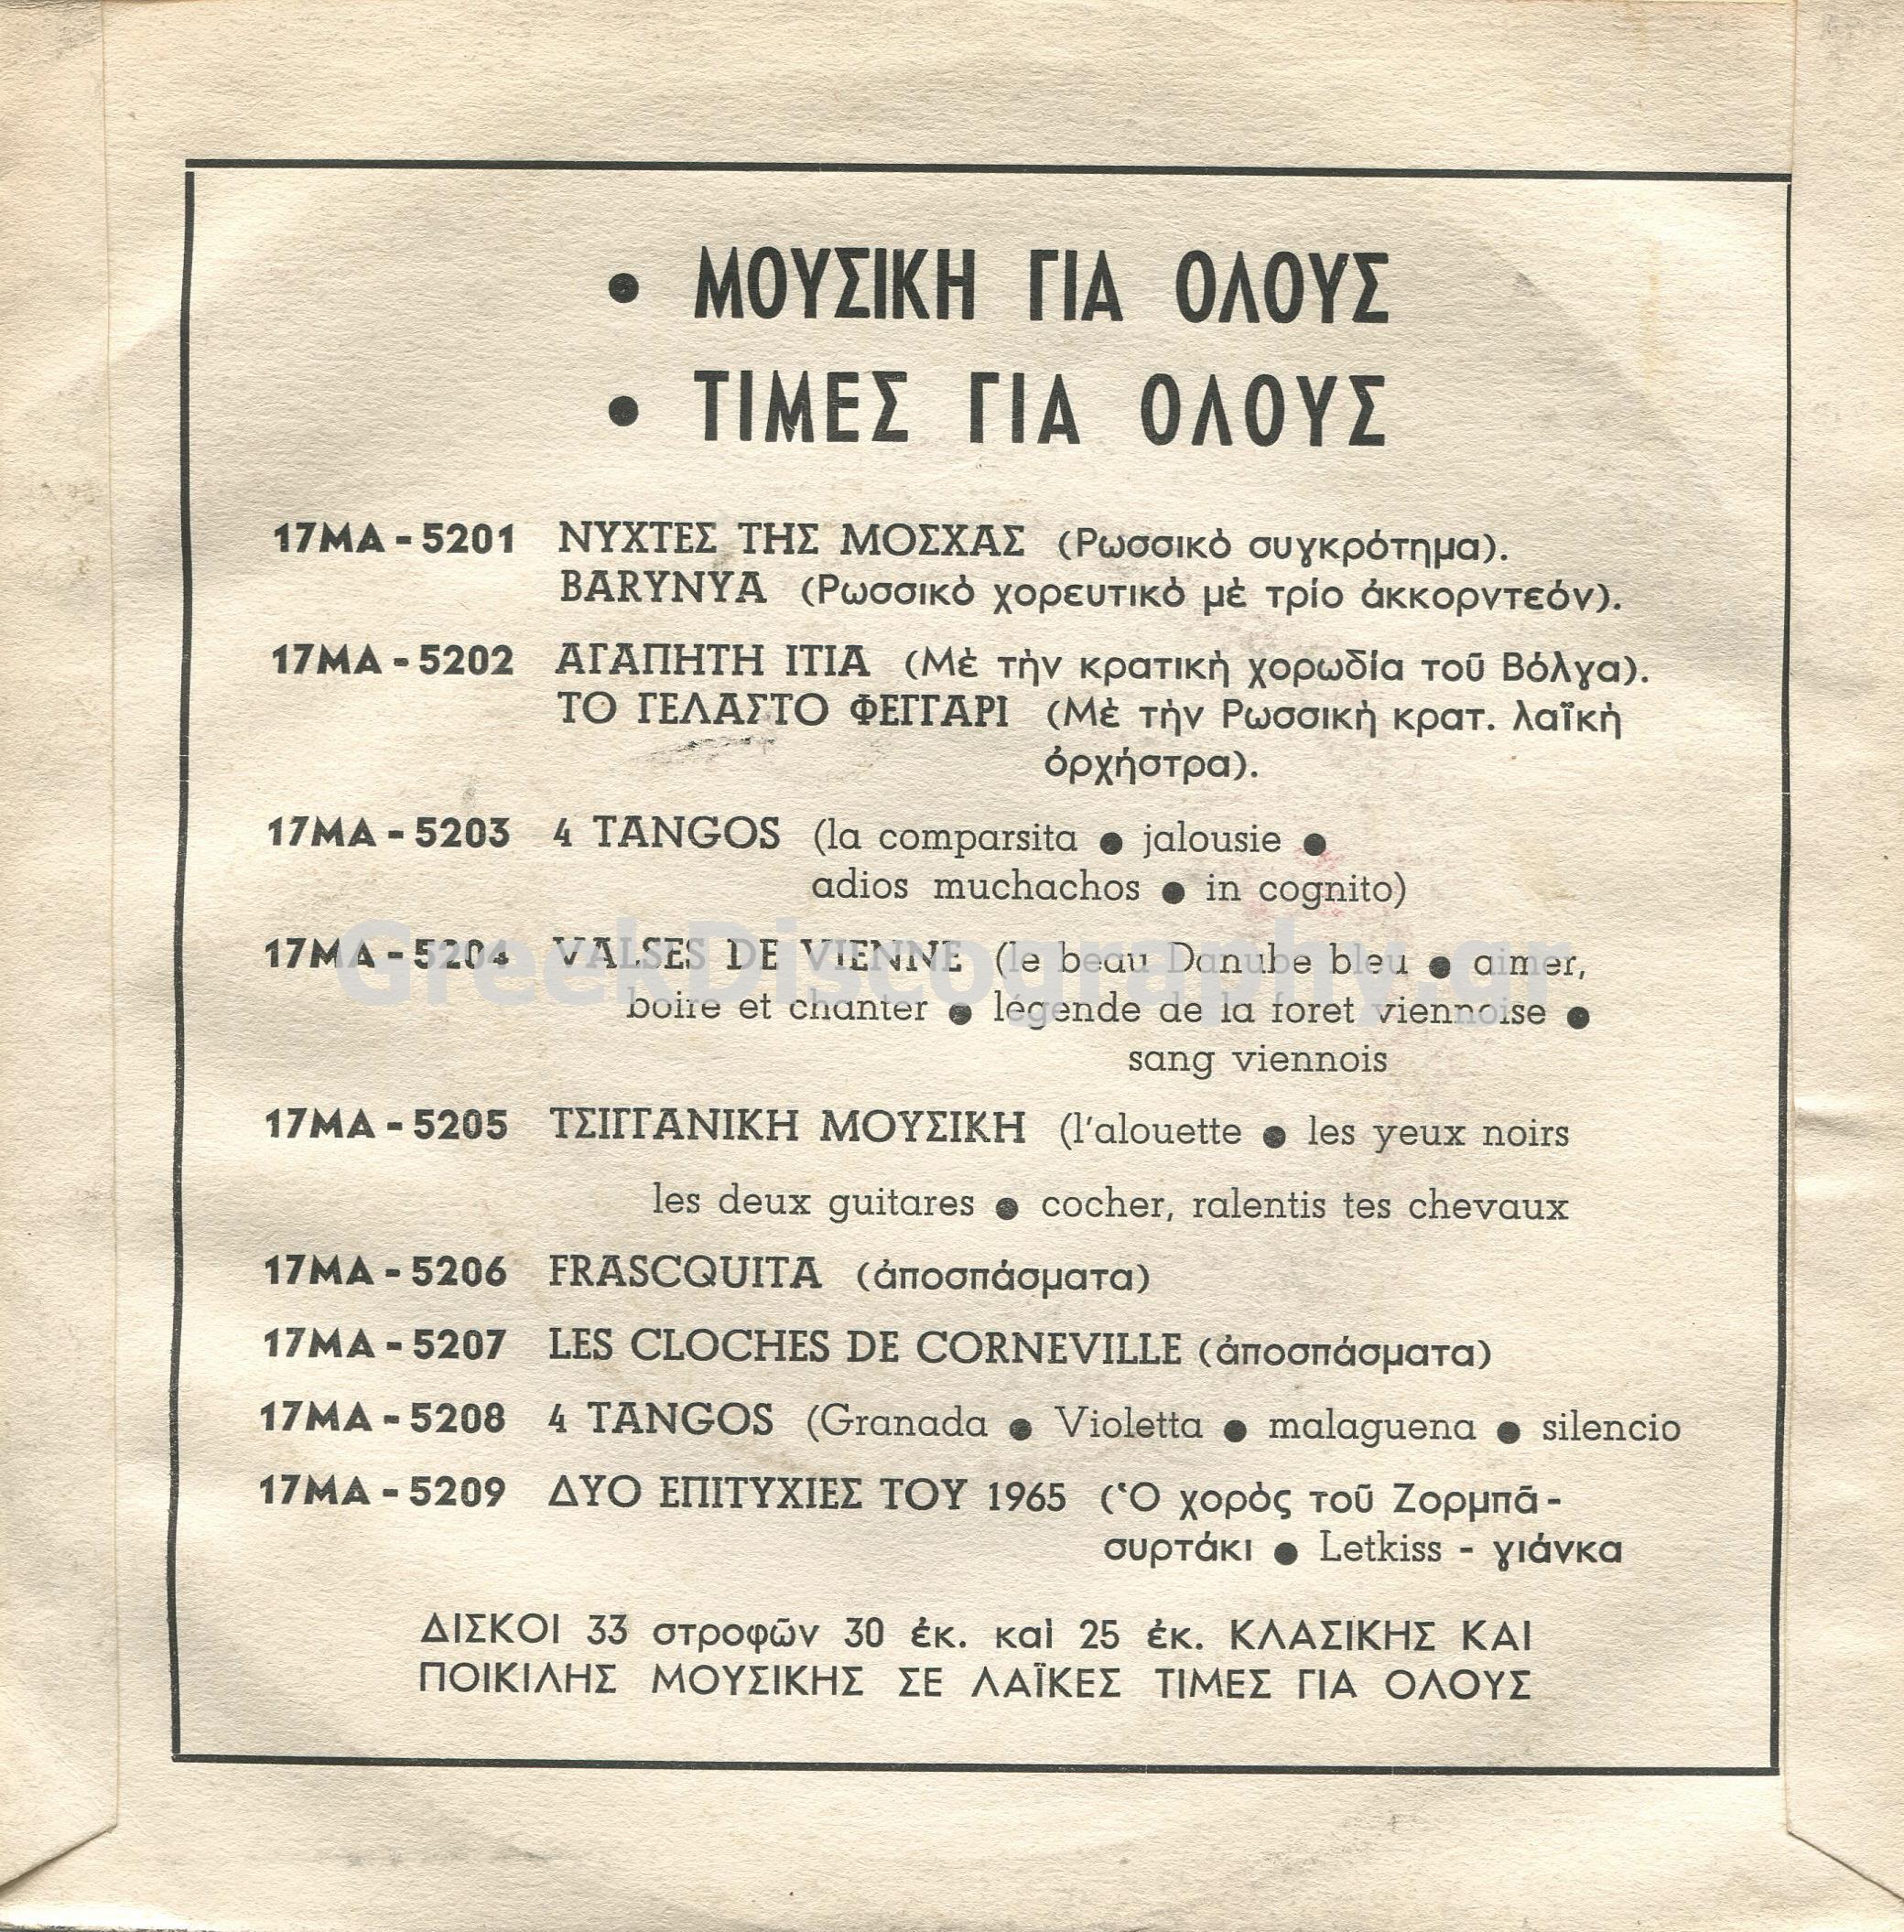 • ΜΟΥΣΙΚΗ ΓΙΑ ΟΛΟΥΣ
• ΤΙΜΕΣ ΓΙΑ ΟΛΟΥΣ
17ΜΑ - 5201 ΝΥΧΤΕΣ ΤΗΣ ΜΟΣΧΑΣ (Ρωσσικὸ συγκρότημα).
BARYNYA (Ρωσσικὸ χορευτικὸ μὲ τρίο ἀκκορντεόν).
17ΜΑ - 5202 ΑΓΑΠΗΤΗ ΙΤΙΑ (Μὲ τὴν κρατικὴ χορωδία τοῦ Βόλγα).
ΤΟ ΓΕΛΑΣΤΟ ΦΕΓΓΑΡΙ (Μὲ τὴν Ρωσσικὴ κρατ. λαϊκὴ
ὀρχήστρα).
17ΜΑ - 5203 4 TANGOS (la comparsita ● jalousie ●
adios muchachos ● in cognito)
17ΜΑ - 5204 VALSES DE VIENNE (le beau Danube bleu ● aimer,
boire et chanter ● légende de la foret viennoise ●
sang viennois
GreekDiscography.gr
17ΜΑ - 5205 ΤΣΙΓΓΑΝΙΚΗ ΜΟΥΣΙΚΗ (l'alouette ● les yeux noirs
les deux guitares ● cocher, ralentis tes chevaux
17ΜΑ - 5206 FRASCQUITA (ἀποσπάσματα)
17ΜΑ - 5207 LES CLOCHES DE CORNEVILLE (ἀποσπάσματα)
17ΜΑ - 5208 4 TANGOS (Granada ● Violetta ● malaguena ● silencio
17ΜΑ - 5209 ΔΥΟ ΕΠΙΤΥΧΙΕΣ ΤΟΥ 1965 (Ὁ χορὸς τοῦ Ζορμπᾶ -
συρτάκι ● Letkiss - γιάνκα
ΔΙΣΚΟΙ 33 στροφῶν 30 ἐκ. καὶ 25 ἐκ. ΚΛΑΣΙΚΗΣ ΚΑΙ
ΠΟΙΚΙΛΗΣ ΜΟΥΣΙΚΗΣ ΣΕ ΛΑΪΚΕΣ ΤΙΜΕΣ ΓΙΑ ΟΛΟΥΣ